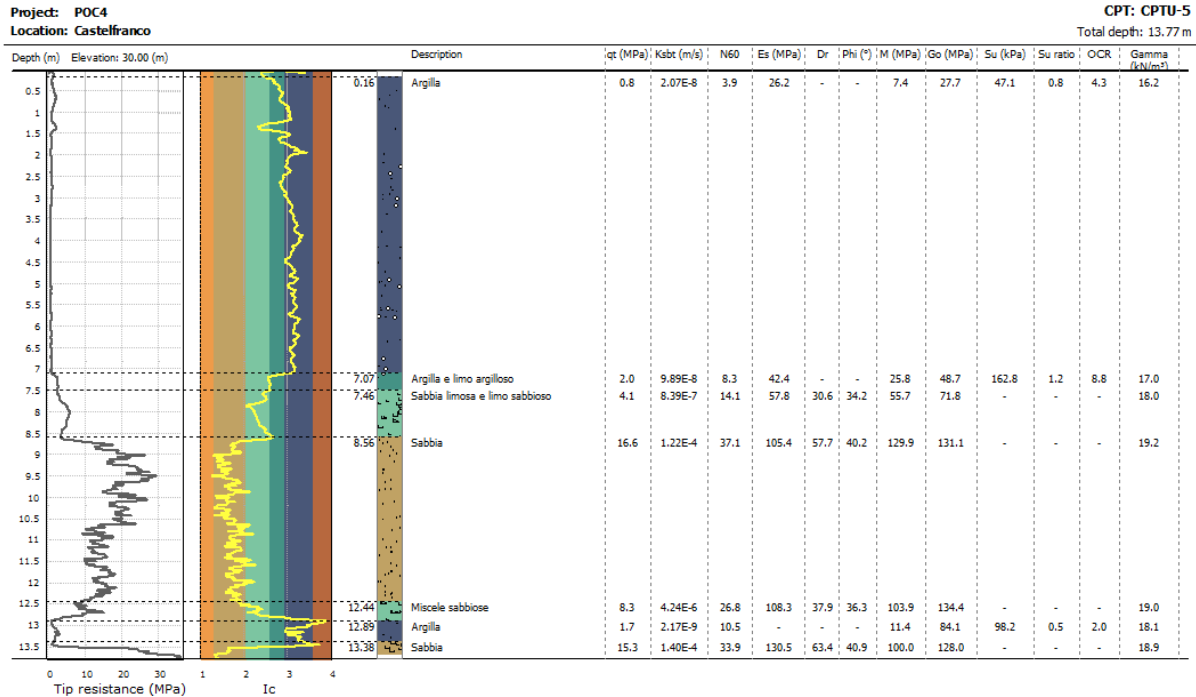 Project: POC4
CPT: CPTU-5
Location: Castelfranco
Total depth: 13.77 m
Depth (m) Elevation: 30.00 (m) Description qt (MPa) Ksbt (m/s) N60 Es (MPa) Dr Phi (°) M (MPa) Go (MPa) Su (kPa) Su ratio OCR Gamma (kN/m³)
0.16 Argilla 0.8 2.07E-8 3.9 26.2 - - 7.4 27.7 47.1 0.8 4.3 16.2
0.5
1
1.5
2
2.5
3
3.5
4
4.5
5
5.5
6
6.5
7
7.07 Argilla e limo argilloso 2.0 9.89E-8 8.3 42.4 - - 25.8 48.7 162.8 1.2 8.8 17.0
7.5
7.46 Sabbia limosa e limo sabbioso 4.1 8.39E-7 14.1 57.8 30.6 34.2 55.7 71.8 - - - 18.0
8
8.5
8.56 Sabbia 16.6 1.22E-4 37.1 105.4 57.7 40.2 129.9 131.1 - - - 19.2
9
9.5
10
10.5
11
11.5
12
12.5
12.44 Miscele sabbiose 8.3 4.24E-6 26.8 108.3 37.9 36.3 103.9 134.4 - - - 19.0
13
12.89 Argilla 1.7 2.17E-9 10.5 - - - 11.4 84.1 98.2 0.5 2.0 18.1
13.5
13.38 Sabbia 15.3 1.40E-4 33.9 130.5 63.4 40.9 100.0 128.0 - - - 18.9
0 10 20 30 1 2 3 4
Tip resistance (MPa) Ic